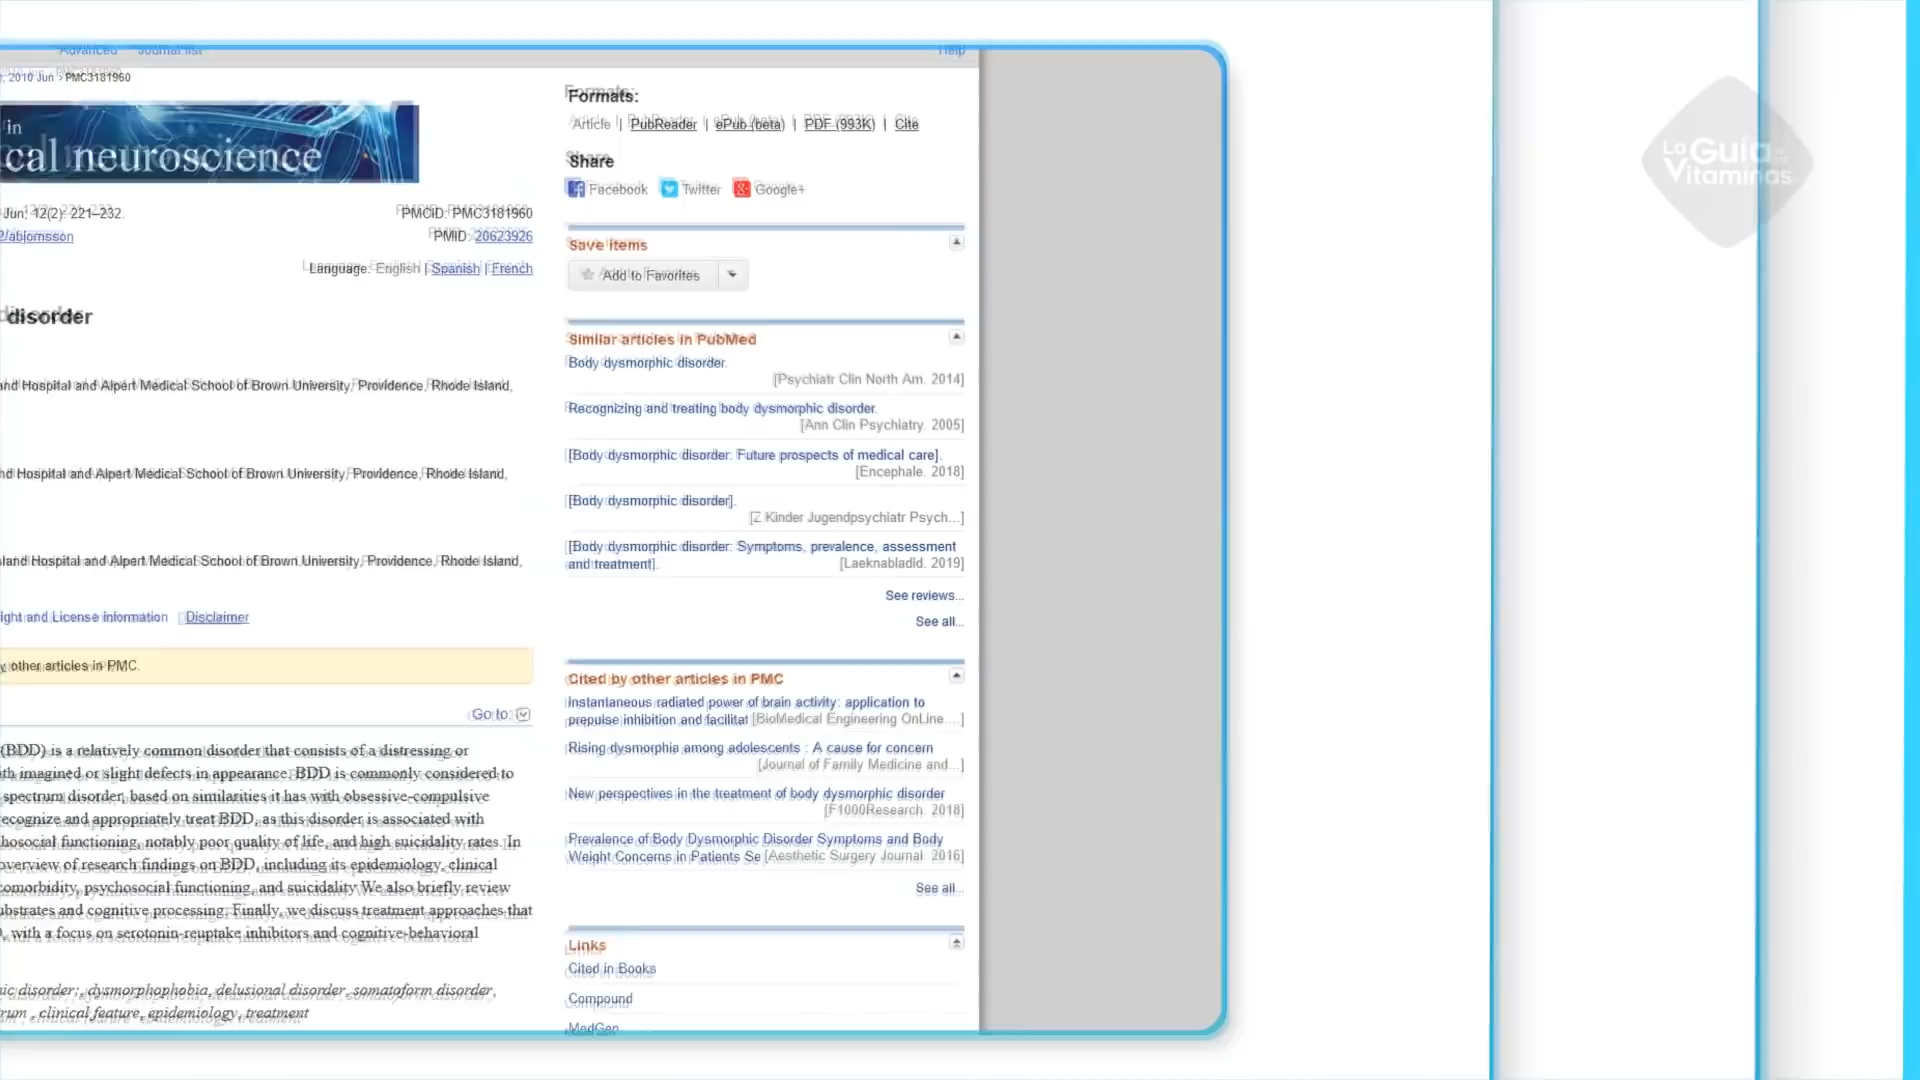 Advanced Journal list Help
, 2010 Jun > PMC3181960
in
cal neuroscience
Jun; 12(2): 221–232.
PMCID: PMC3181960
2/abjornsson
PMID: 20623926
Language: English | Spanish | French
disorder
nd Hospital and Alpert Medical School of Brown University, Providence, Rhode Island,
nd Hospital and Alpert Medical School of Brown University, Providence, Rhode Island,
land Hospital and Alpert Medical School of Brown University, Providence, Rhode Island,
ight and License information Disclaimer
y other articles in PMC.
Go to:
(BDD) is a relatively common disorder that consists of a distressing or
th imagined or slight defects in appearance. BDD is commonly considered to
spectrum disorder, based on similarities it has with obsessive-compulsive
ecognize and appropriately treat BDD, as this disorder is associated with
hosocial functioning, notably poor quality of life, and high suicidality rates. In
overview of research findings on BDD, including its epidemiology, clinical
comorbidity, psychosocial functioning, and suicidality We also briefly review
ubstrates and cognitive processing. Finally, we discuss treatment approaches that
, with a focus on serotonin-reuptake inhibitors and cognitive-behavioral
ic disorder;, dysmorphophobia, delusional disorder, somatoform disorder,
rum , clinical feature, epidemiology, treatment
Formats:
Article | PubReader | ePub (beta) | PDF (993K) | Cite
Share
Facebook Twitter Google+
Save items
Add to Favorites
Similar articles in PubMed
Body dysmorphic disorder.
[Psychiatr Clin North Am. 2014]
Recognizing and treating body dysmorphic disorder.
[Ann Clin Psychiatry. 2005]
[Body dysmorphic disorder: Future prospects of medical care].
[Encephale. 2018]
[Body dysmorphic disorder].
[Z Kinder Jugendpsychiatr Psych...]
[Body dysmorphic disorder: Symptoms, prevalence, assessment
and treatment]. [Laeknabladid. 2019]
See reviews...
See all...
Cited by other articles in PMC
Instantaneous radiated power of brain activity: application to
prepulse inhibition and facilitat [BioMedical Engineering OnLine....]
Rising dysmorphia among adolescents : A cause for concern
[Journal of Family Medicine and...]
New perspectives in the treatment of body dysmorphic disorder
[F1000Research. 2018]
Prevalence of Body Dysmorphic Disorder Symptoms and Body
Weight Concerns in Patients Se [Aesthetic Surgery Journal. 2016]
See all...
Links
Cited in Books
Compound
MedGen
La Guía
Vitaminas